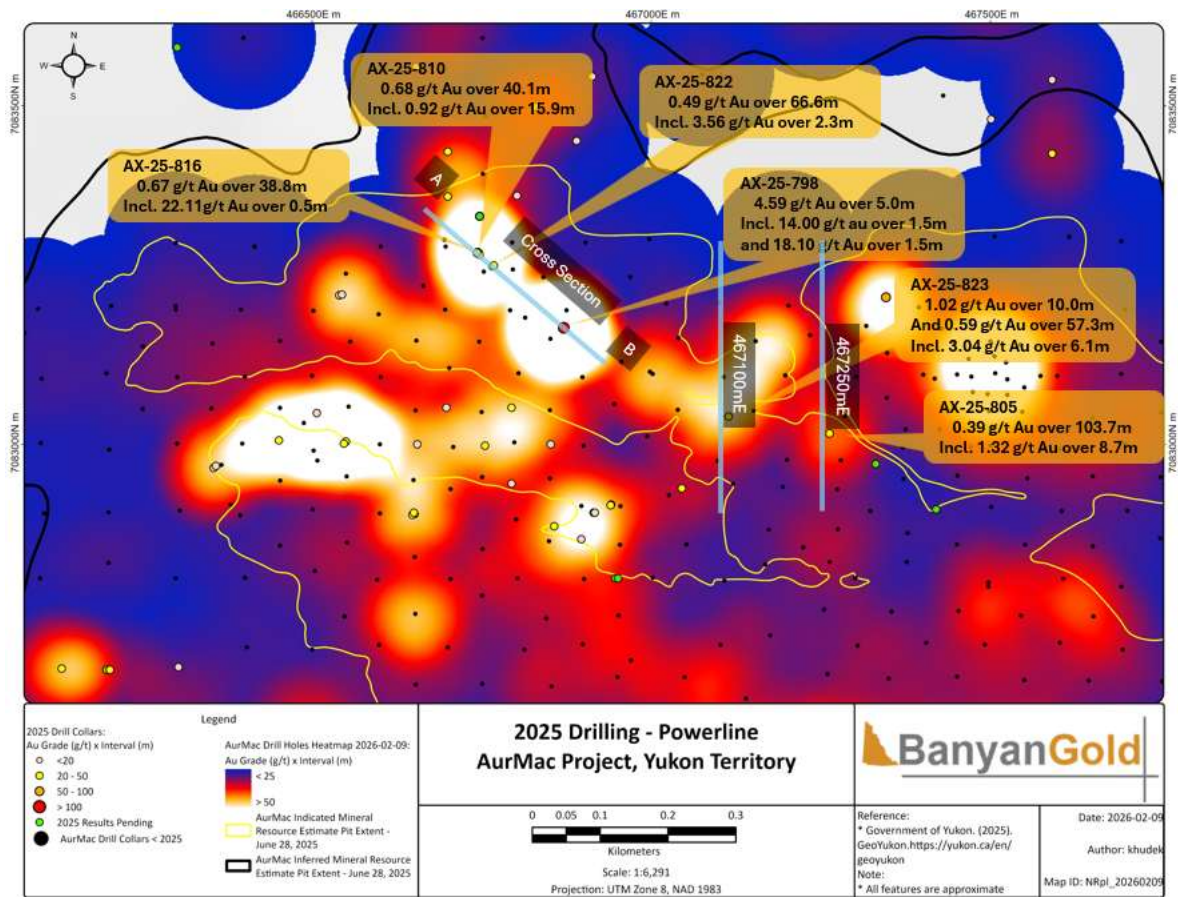 466500E m
467000E m
467500E m
7083500N m
7083500N m
7083000N m
7083000N m
N
W E
S
AX-25-810
0.68 g/t Au over 40.1m
Incl. 0.92 g/t Au over 15.9m
AX-25-822
0.49 g/t Au over 66.6m
Incl. 3.56 g/t Au over 2.3m
AX-25-816
0.67 g/t Au over 38.8m
Incl. 22.11g/t Au over 0.5m
AX-25-798
4.59 g/t Au over 5.0m
Incl. 14.00 g/t au over 1.5m
and 18.10 g/t Au over 1.5m
A
Cross Section
B
AX-25-823
1.02 g/t Au over 10.0m
And 0.59 g/t Au over 57.3m
Incl. 3.04 g/t Au over 6.1m
467100mE
467250mE
AX-25-805
0.39 g/t Au over 103.7m
Incl. 1.32 g/t Au over 8.7m
Legend
2025 Drill Collars:
Au Grade (g/t) x Interval (m)
<20
20 - 50
50 - 100
> 100
2025 Results Pending
AurMac Drill Collars < 2025
AurMac Drill Holes Heatmap 2026-02-09:
Au Grade (g/t) x Interval (m)
< 25
> 50
AurMac Indicated Mineral
Resource Estimate Pit Extent -
June 28, 2025
AurMac Inferred Mineral Resource
Estimate Pit Extent - June 28, 2025
2025 Drilling - Powerline
AurMac Project, Yukon Territory
0 0.05 0.1 0.2 0.3
Kilometers
Scale: 1:6,291
Projection: UTM Zone 8, NAD 1983
BanyanGold
Reference:
* Government of Yukon. (2025).
GeoYukon.https://yukon.ca/en/
geoyukon
Note:
* All features are approximate
Date: 2026-02-09
Author: khudek
Map ID: NRpl_20260209